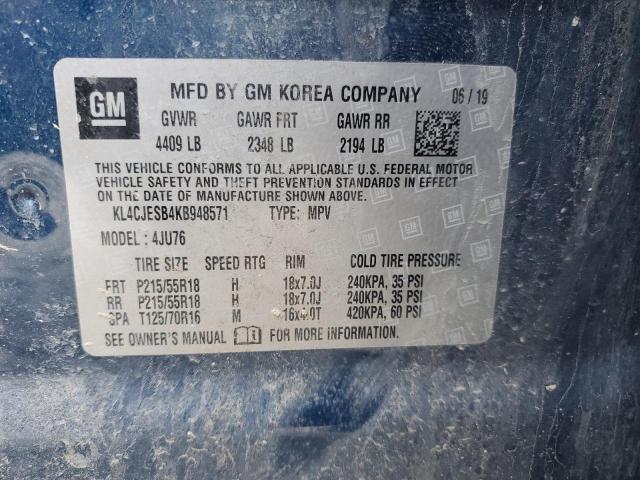 GM MFD BY GM KOREA COMPANY 06/19
GVWR GAWR FRT GAWR RR
4409 LB 2348 LB 2194 LB
THIS VEHICLE CONFORMS TO ALL APPLICABLE U.S. FEDERAL MOTOR
VEHICLE SAFETY AND THEFT PREVENTION STANDARDS IN EFFECT
ON THE DATE OF MANUFACTURE SHOWN ABOVE.
KL4CJESB4KB948571 TYPE: MPV
MODEL: 4JU76
TIRE SIZE SPEED RTG RIM COLD TIRE PRESSURE
FRT P215/55R18 H 18x7.0J 240KPA, 35 PSI
RR P215/55R18 H 18x7.0J 240KPA, 35 PSI
SPA T125/70R16 M 16x4.0T 420KPA, 60 PSI
SEE OWNER'S MANUAL FOR MORE INFORMATION.